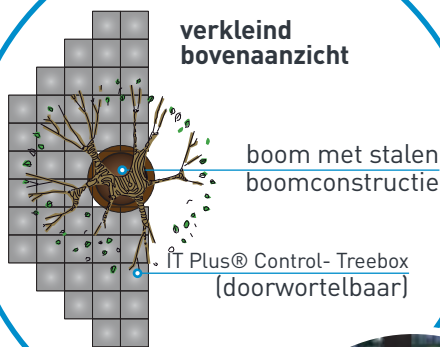 verkleind
bovenaanzicht
boom met stalen
boomconstructie
IT Plus® Control- Treebox
(doorwortelbaar)